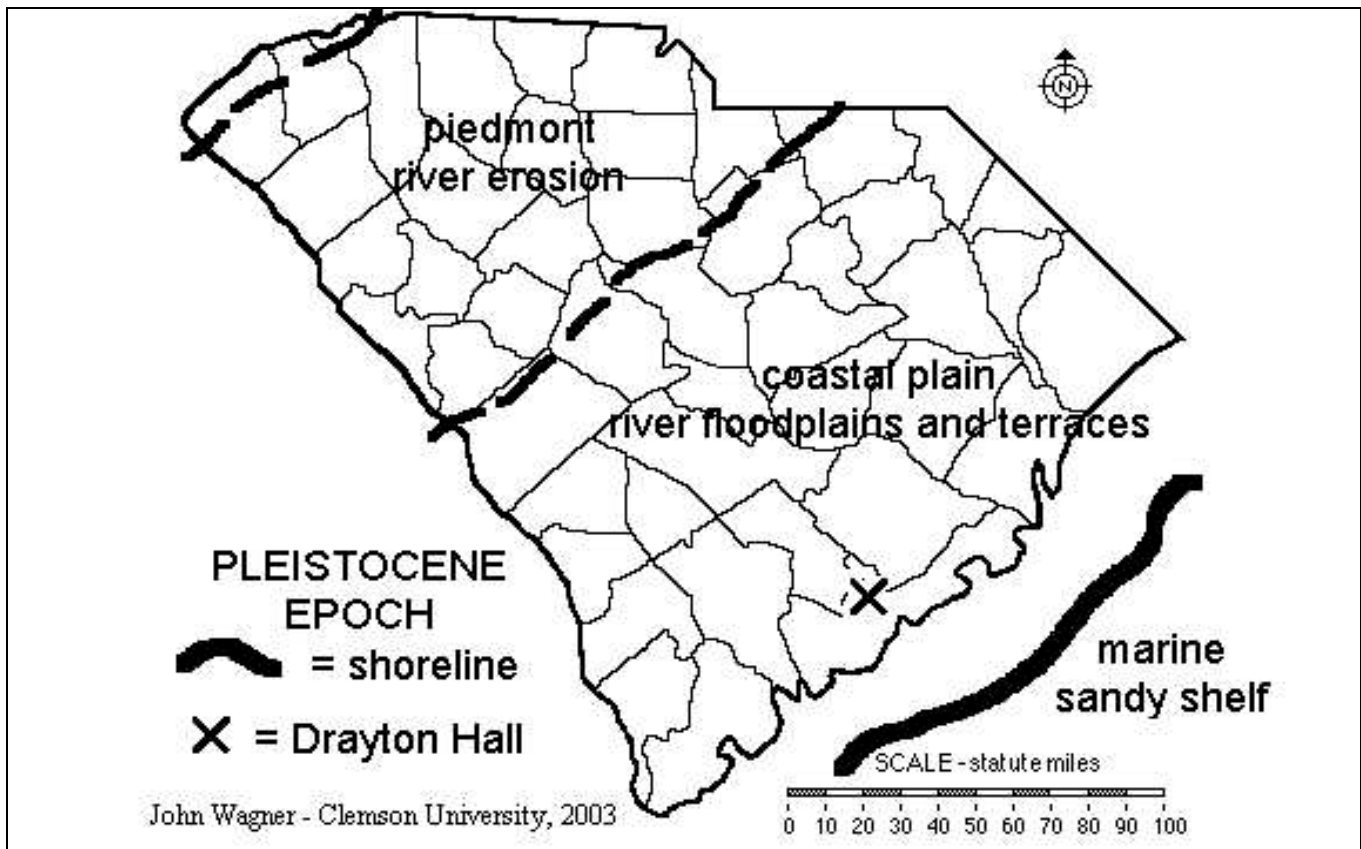 N
piedmont
river erosion
coastal plain
river floodplains and terraces
PLEISTOCENE
EPOCH
= shoreline
= Drayton Hall
marine
sandy shelf
SCALE - statute miles
0 10 20 30 40 50 60 70 80 90 100
John Wagner - Clemson University, 2003